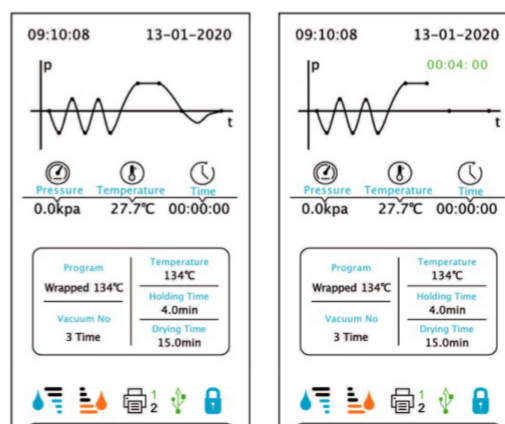 09:10:08 13-01-2020
p
t
Pressure Temperature Time
0.0kpa 27.7℃ 00:00:00
Program
Wrapped 134℃
Vacuum No
3 Time
Temperature
134℃
Holding Time
4.0min
Drying Time
15.0min
1
2
09:10:08 13-01-2020
p
00:04: 00
t
Pressure Temperature Time
0.0kpa 27.7℃ 00:00:00
Program
Wrapped 134℃
Vacuum No
3 Time
Temperature
134℃
Holding Time
4.0min
Drying Time
15.0min
1
2